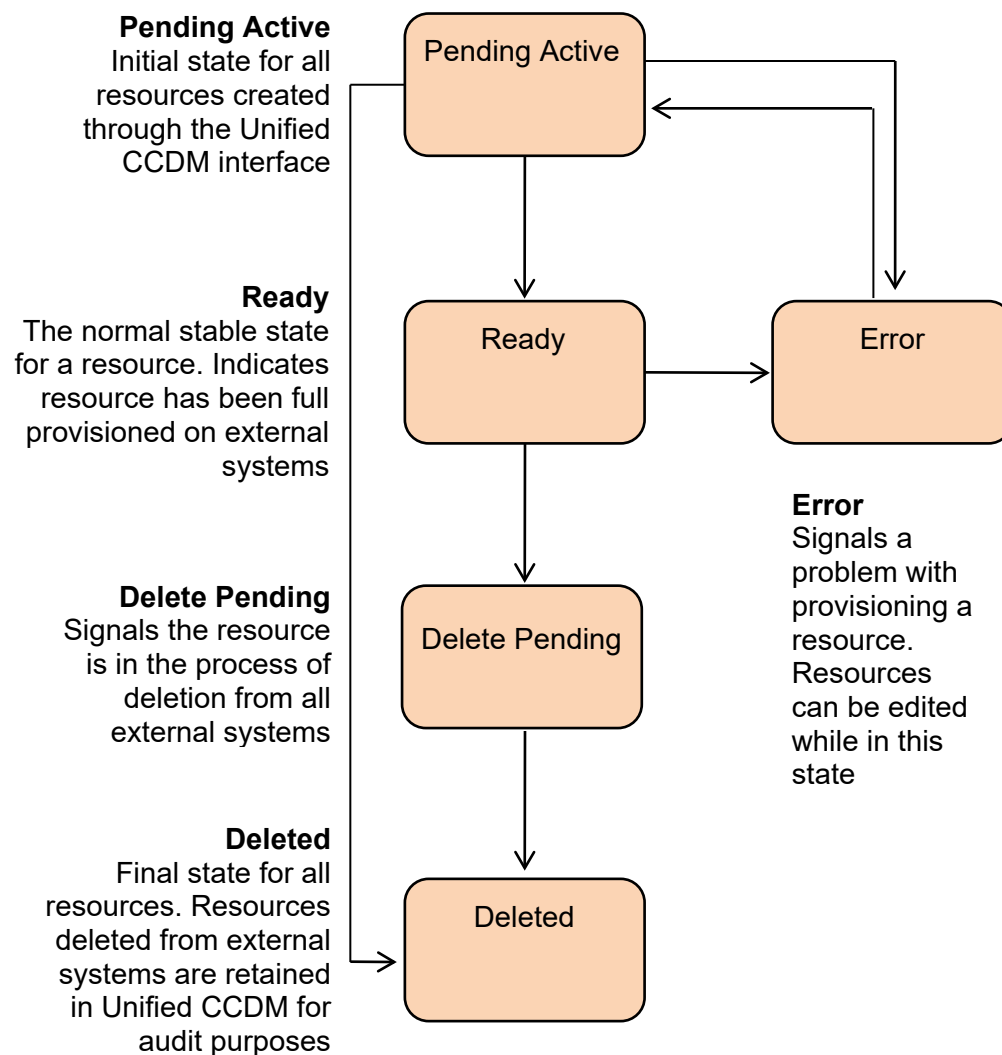 Pending Active
Initial state for all
resources created
through the Unified
CCDM interface
Pending Active
Ready
The normal stable state
for a resource. Indicates
resource has been full
provisioned on external
systems
Ready
Error
Error
Signals a
problem with
provisioning a
resource.
Resources
can be edited
while in this
state
Delete Pending
Signals the resource
is in the process of
deletion from all
external systems
Delete Pending
Deleted
Final state for all
resources. Resources
deleted from external
systems are retained
in Unified CCDM for
audit purposes
Deleted